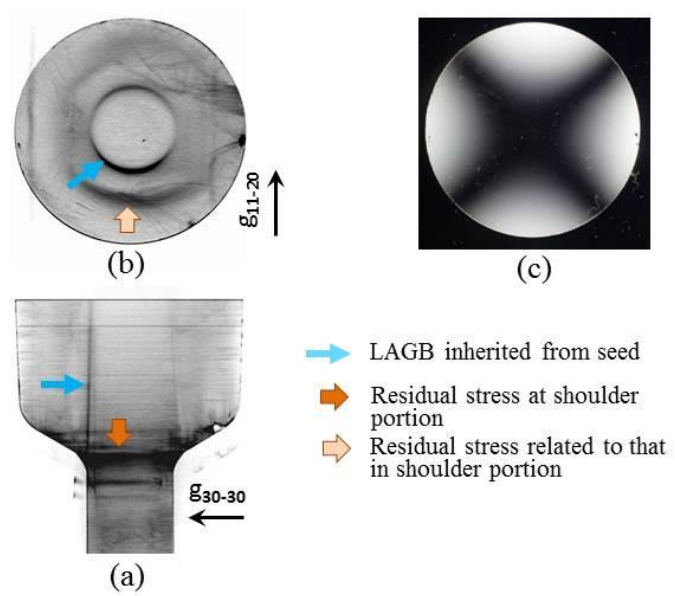 g11-20
(b)
(c)
LAGB inherited from seed
Residual stress at shoulder
portion
Residual stress related to that
in shoulder portion
g30-30
(a)